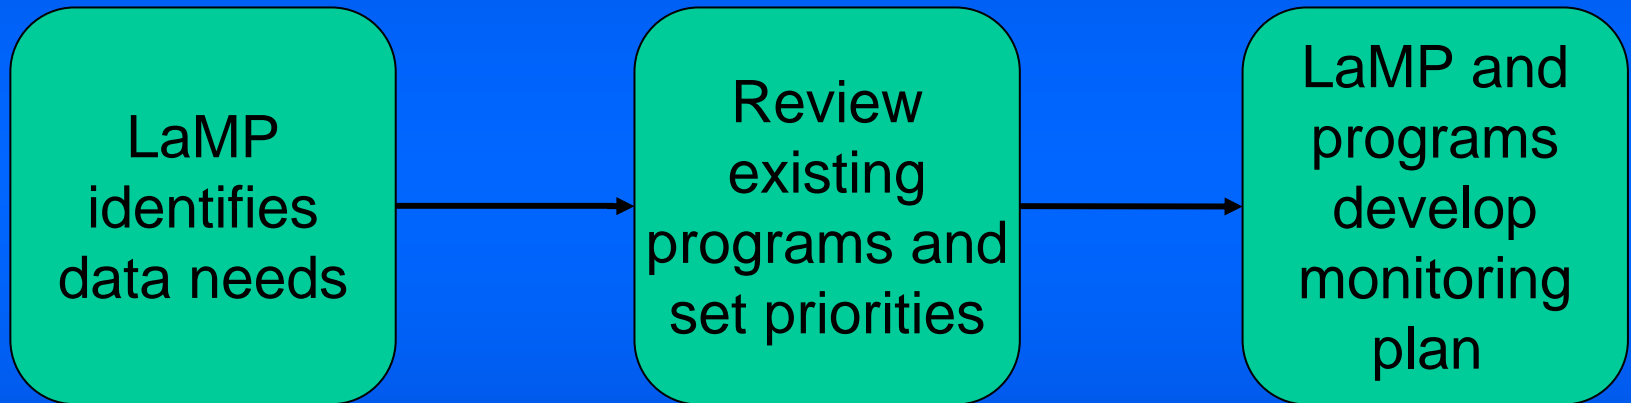 LaMP
identifies
data needs
Review
existing
programs and
set priorities
LaMP and
programs
develop
monitoring
plan